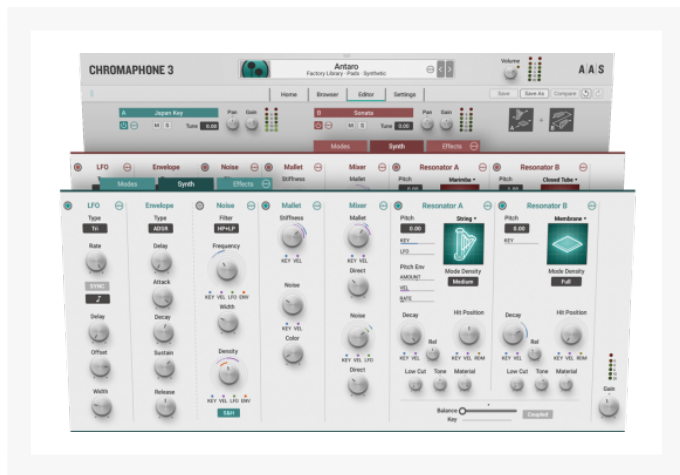 CHROMAPHONE 3
Antaro
Factory Library · Pads · Synthetic
Volume
AAS
Home Browser Editor Settings
Save Save As Compare
A Japan Key Pan Gain
M S Tune 0.00
B Sonata Pan Gain
M S Tune 0.00
A + B
Modes Synth Effects
LFO Envelope Noise Mallet Mixer Resonator A Resonator B
Stiffness Mallet Pitch Marimba Pitch Closed Tube
Modes Synth Effects
LFO Envelope Noise Mallet Mixer Resonator A Resonator B
Type Type Filter Stiffness Mallet Pitch String Pitch Membrane
Tri ADSR HP+LP 0.00 0.00
Rate Delay Frequency KEY VEL KEY VEL KEY KEY
LFO
SYNC Attack KEY VEL LFO ENV Noise Direct Pitch Env Mode Density Mode Density
AMOUNT Medium Full
VEL
RATE
Delay Decay Width Color Noise Decay Hit Position Decay Hit Position
Offset Sustain Density KEY VEL LFO KEY VEL Rel KEY VEL RDM KEY VEL Rel KEY VEL RDM
Direct Low Cut Tone Material Low Cut Tone Material
Width Release KEY VEL LFO ENV Gain
S&H
Balance Coupled
Key